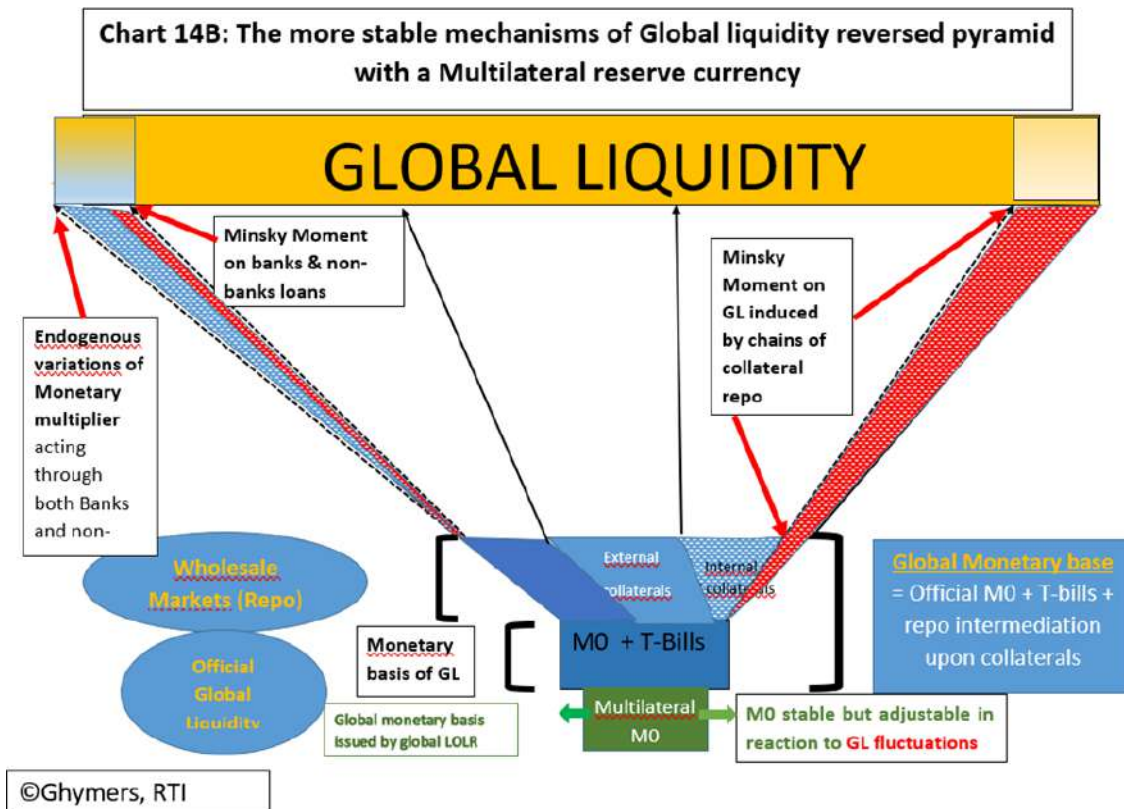 Chart 14B: The more stable mechanisms of Global liquidity reversed pyramid
with a Multilateral reserve currency
GLOBAL LIQUIDITY
Minsky Moment
on banks & non-
banks loans
Minsky
Moment on
GL induced
by chains of
collateral
repo
Endogenous
variations of
Monetary
multiplier
acting
through
both Banks
and non-
Wholesale
Markets (Repo)
External
collaterals
Internal
collaterals
Global Monetary base
= Official M0 + T-bills +
repo intermediation
upon collaterals
Monetary
basis of GL
M0 + T-Bills
Official
Global
Liquidity
Global monetary basis
issued by global LOLR
Multilateral
M0
M0 stable but adjustable in
reaction to GL fluctuations
©Ghymers, RTI